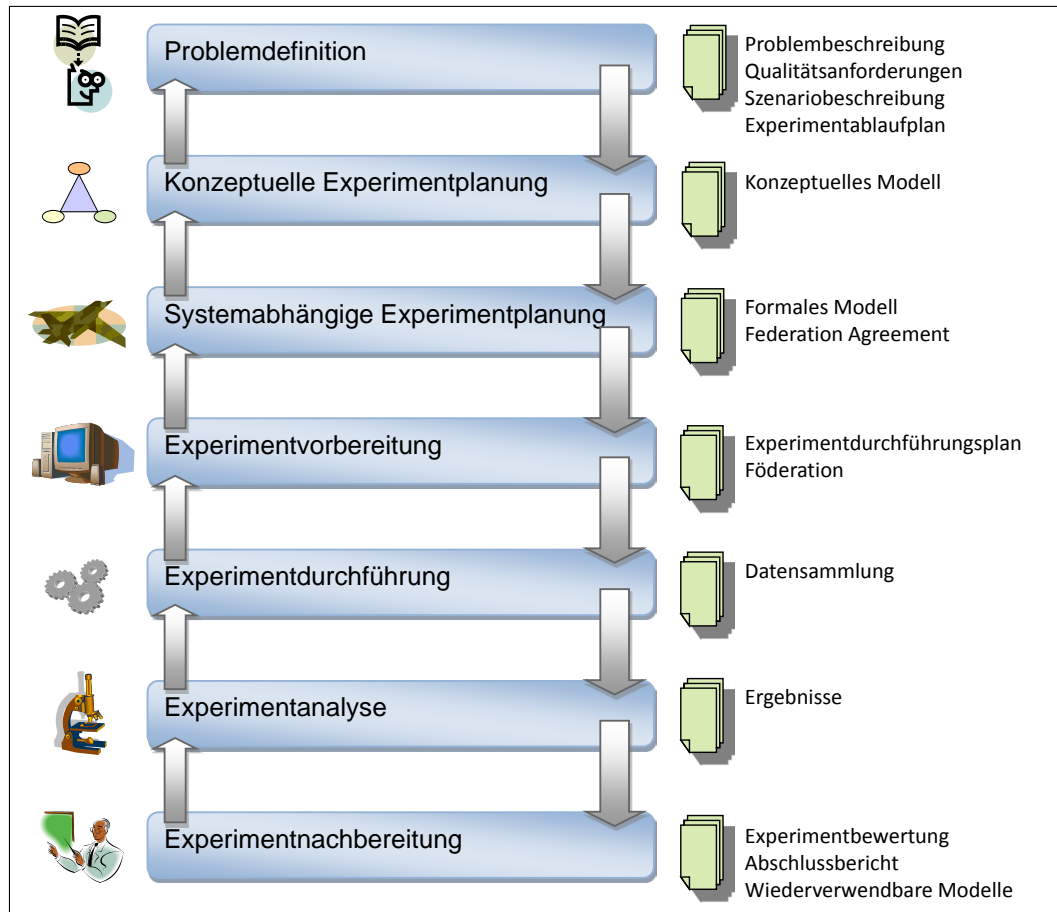 Problemdefinition
Problembeschreibung
Qualitätsanforderungen
Szenariobeschreibung
Experimentablaufplan
Konzeptuelle Experimentplanung
Konzeptuelles Modell
Systemabhängige Experimentplanung
Formales Modell
Federation Agreement
Experimentvorbereitung
Experimentdurchführungsplan
Föderation
Experimentdurchführung
Datensammlung
Experimentanalyse
Ergebnisse
Experimentnachbereitung
Experimentbewertung
Abschlussbericht
Wiederverwendbare Modelle